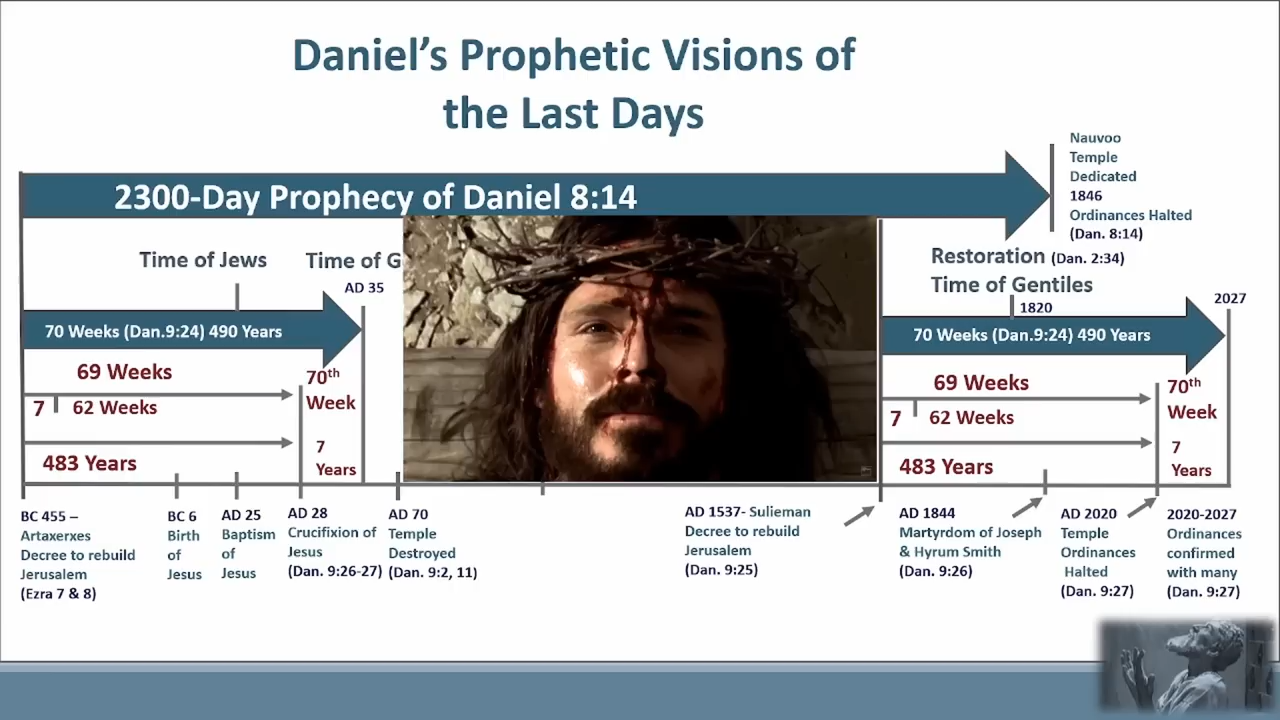 Daniel's Prophetic Visions of
the Last Days
2300-Day Prophecy of Daniel 8:14
Nauvoo
Temple
Dedicated
1846
Ordinances Halted
(Dan. 8:14)
Time of Jews
Time of G
AD 35
Restoration (Dan. 2:34)
Time of Gentiles
1820
2027
70 Weeks (Dan.9:24) 490 Years
70 Weeks (Dan.9:24) 490 Years
69 Weeks
70th
Week
7
62 Weeks
7
Years
483 Years
69 Weeks
70th
Week
7
62 Weeks
7
Years
483 Years
BC 455 –
Artaxerxes
Decree to rebuild
Jerusalem
(Ezra 7 & 8)
BC 6
Birth
of
Jesus
AD 25
Baptism
of
Jesus
AD 28
Crucifixion of
Jesus
(Dan. 9:26-27)
AD 70
Temple
Destroyed
(Dan. 9:2, 11)
AD 1537- Sulieman
Decree to rebuild
Jerusalem
(Dan. 9:25)
AD 1844
Martyrdom of Joseph
& Hyrum Smith
(Dan. 9:26)
AD 2020
Temple
Ordinances
Halted
(Dan. 9:27)
2020-2027
Ordinances
confirmed
with many
(Dan. 9:27)